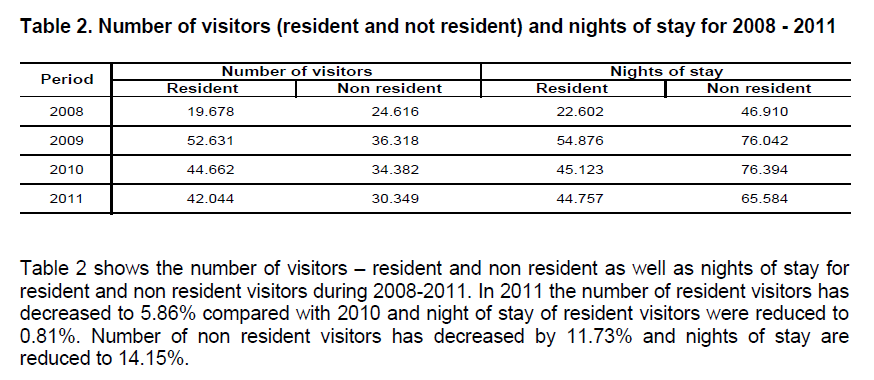 Table 2. Number of visitors (resident and not resident) and nights of stay for 2008 - 2011
Period Number of visitors Nights of stay
Resident Non resident Resident Non resident
2008 19.678 24.616 22.602 46.910
2009 52.631 36.318 54.876 76.042
2010 44.662 34.382 45.123 76.394
2011 42.044 30.349 44.757 65.584
Table 2 shows the number of visitors – resident and non resident as well as nights of stay for
resident and non resident visitors during 2008-2011. In 2011 the number of resident visitors has
decreased to 5.86% compared with 2010 and night of stay of resident visitors were reduced to
0.81%. Number of non resident visitors has decreased by 11.73% and nights of stay are
reduced to 14.15%.